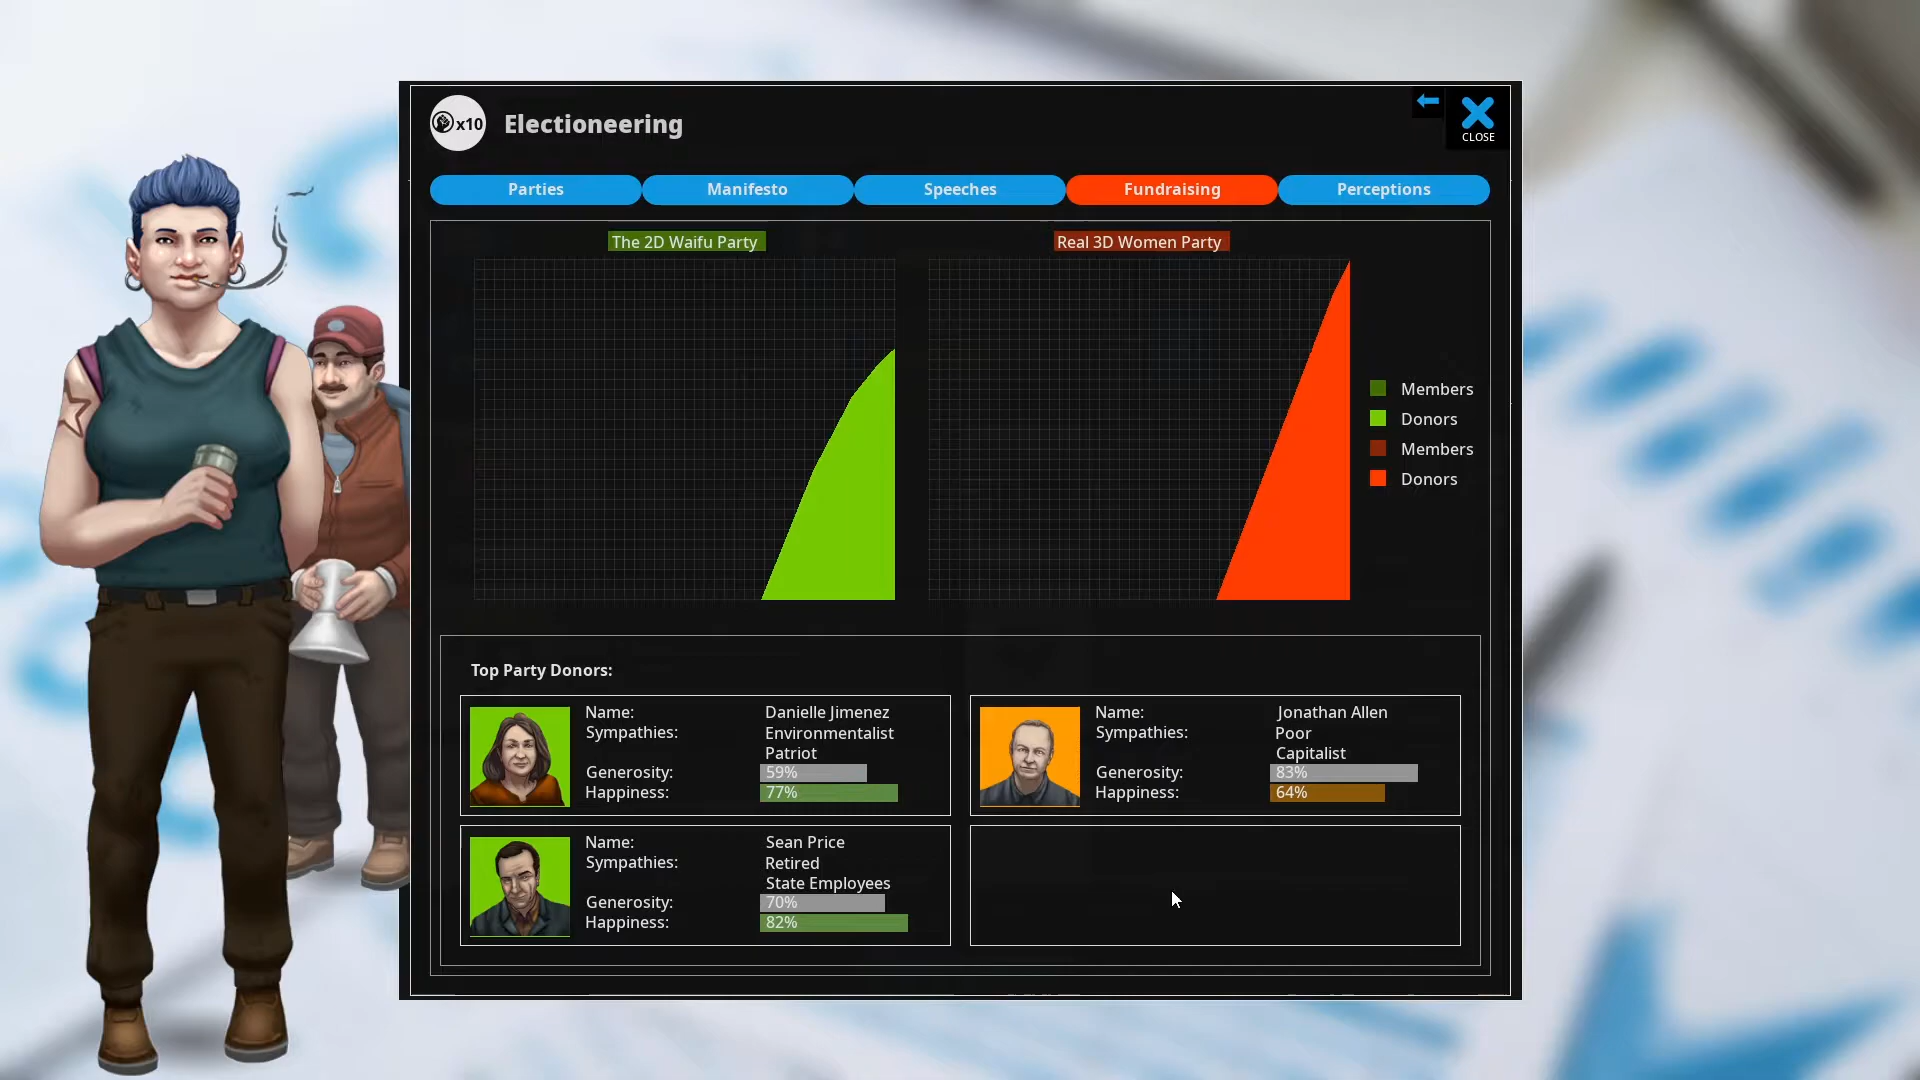 x10 Electioneering
CLOSE
Parties Manifesto Speeches Fundraising Perceptions
The 2D Waifu Party Real 3D Women Party
Members
Donors
Members
Donors
Top Party Donors:
Name: Danielle Jimenez
Sympathies: Environmentalist
Patriot
Generosity: 59%
Happiness: 77%
Name: Jonathan Allen
Sympathies: Poor
Capitalist
Generosity: 83%
Happiness: 64%
Name: Sean Price
Sympathies: Retired
State Employees
Generosity: 70%
Happiness: 82%